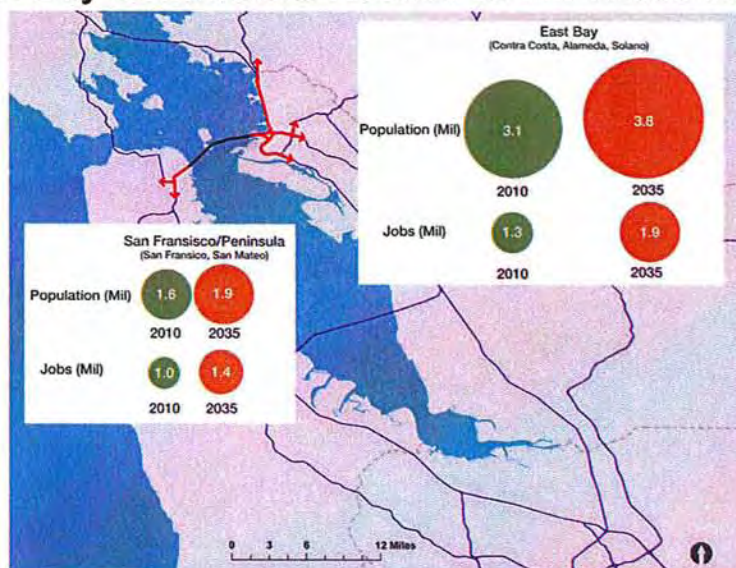 East Bay
(Contra Costa, Alameda, Solano)
Population (Mil)
3.1
3.8
2010
2035
Jobs (Mil)
1.3
1.9
2010
2035
San Fransisco/Peninsula
(San Fransico, San Mateo)
Population (Mil)
1.6
1.9
2010
2035
Jobs (Mil)
1.0
1.4
2010
2035
0 3 6 12 Miles